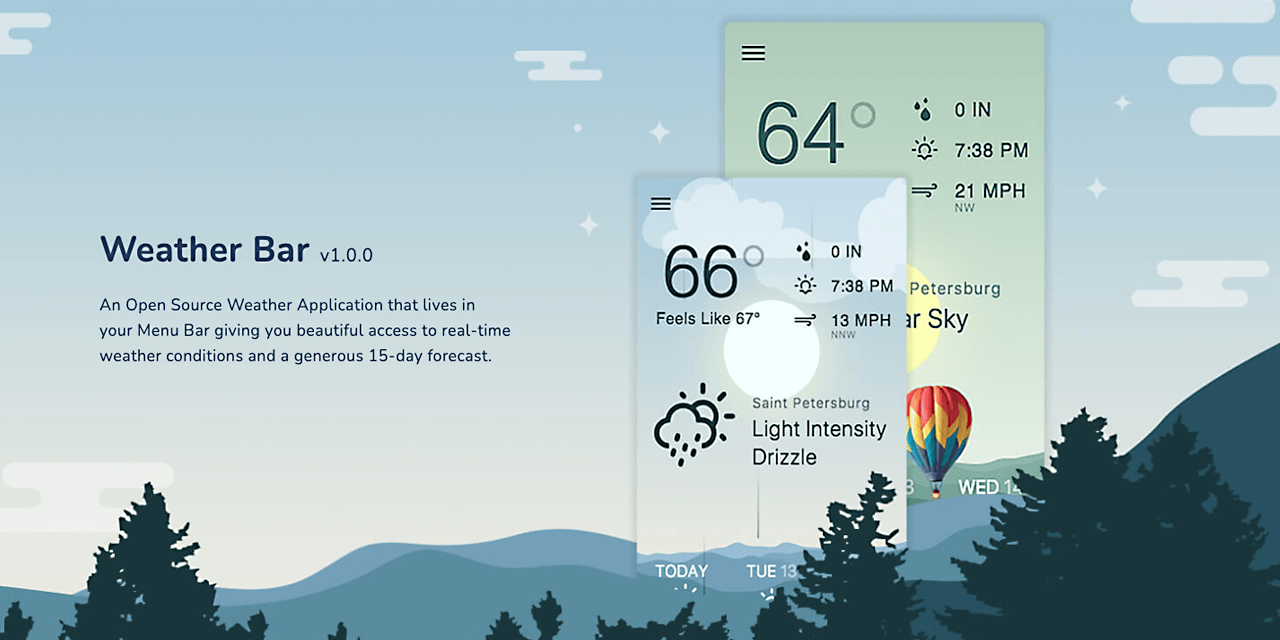 Weather Bar v1.0.0
An Open Source Weather Application that lives in
your Menu Bar giving you beautiful access to real-time
weather conditions and a generous 15-day forecast.
64°
0 IN
7:38 PM
21 MPH
NW
Petersburg
Sky
WED
66°
Feels Like 67°
0 IN
7:38 PM
13 MPH
NNW
Saint Petersburg
Light Intensity
Drizzle
TODAY
TUE 13